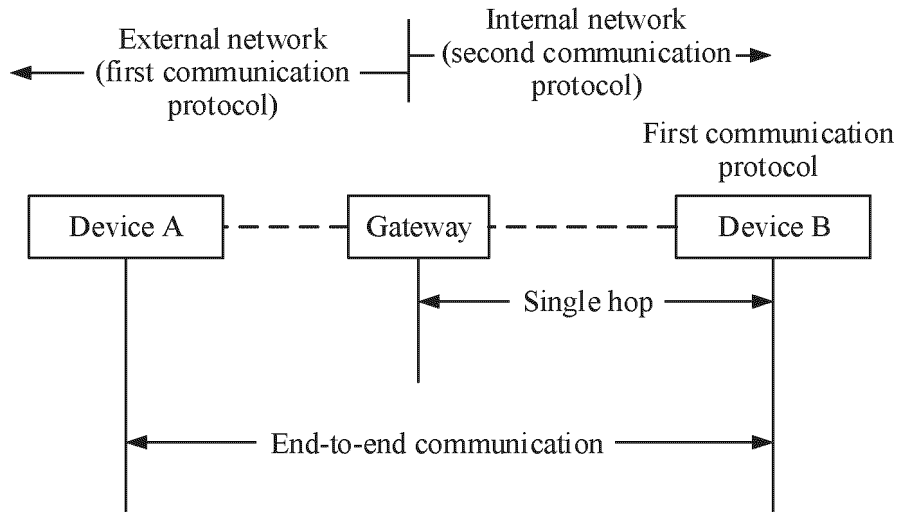 External network
(first communication
protocol)
Internal network
(second communication
protocol)
First communication
protocol
Device A
Gateway
Device B
Single hop
End-to-end communication